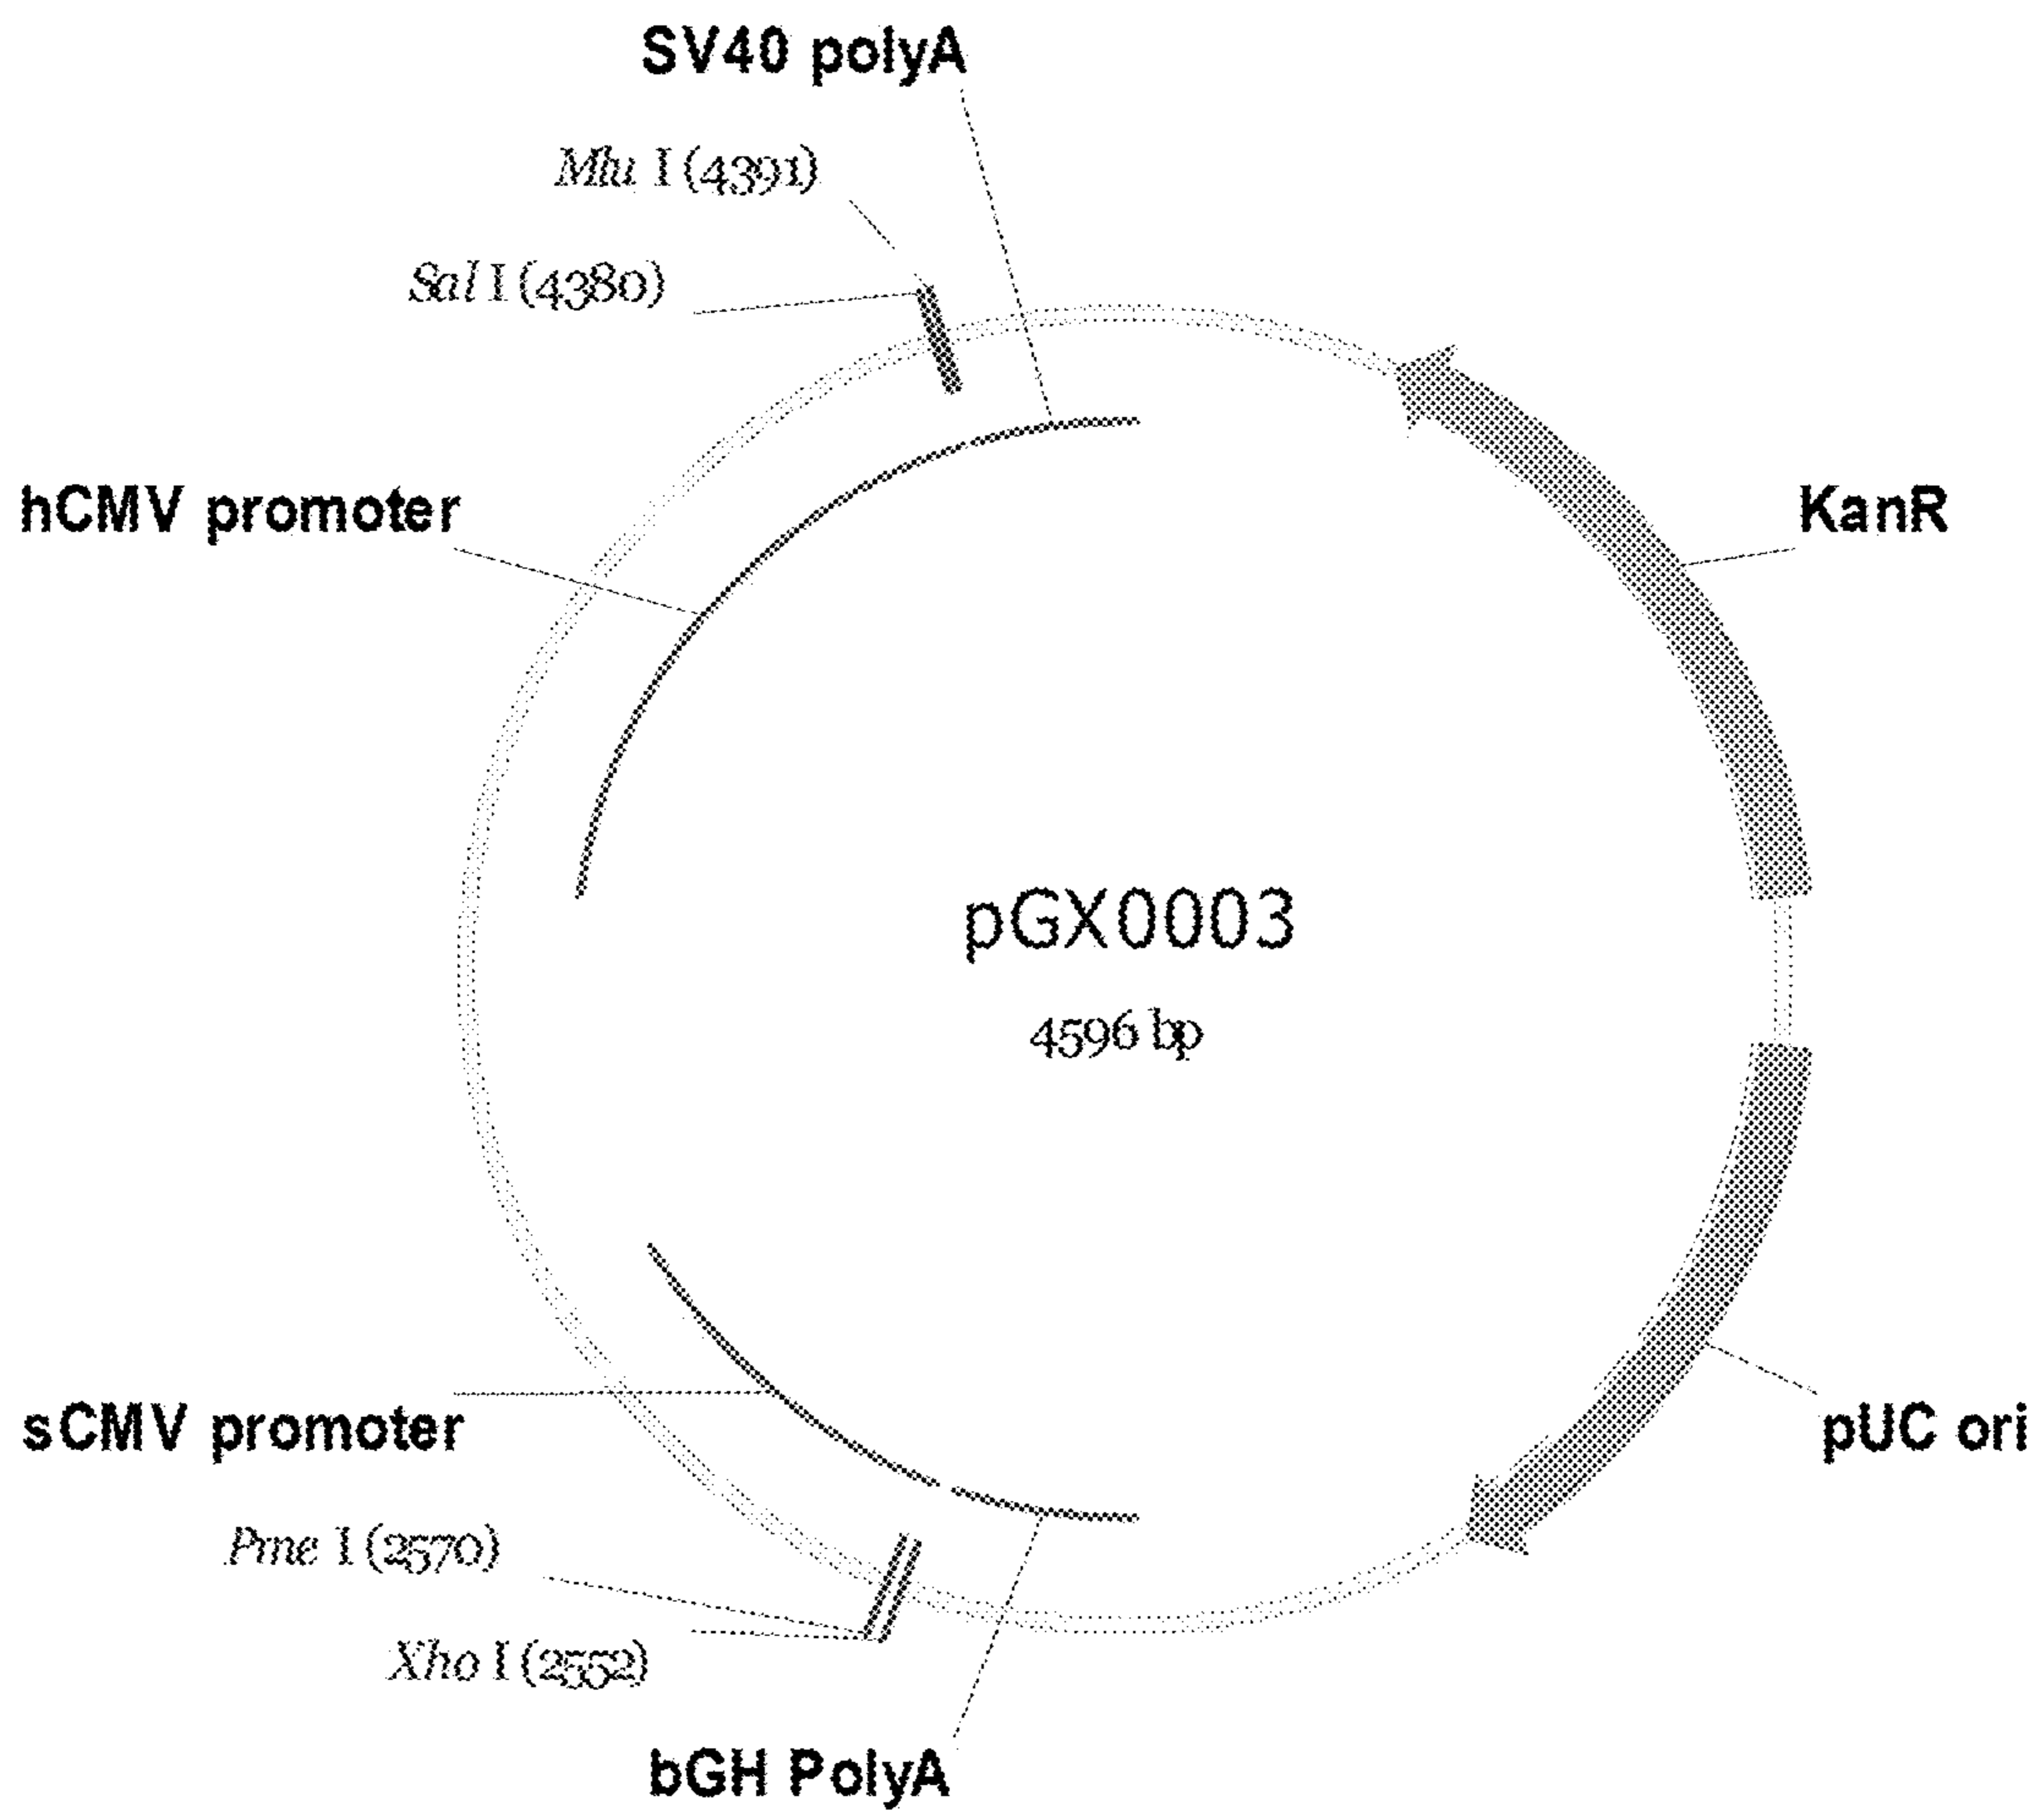 SV40 polyA
Mlu I (4391)
Sal I (4380)
hCMV promoter
KanR
pGX0003
4596 bp
sCMV promoter
pUC ori
Pme I (2570)
Xho I (2552)
bGH PolyA